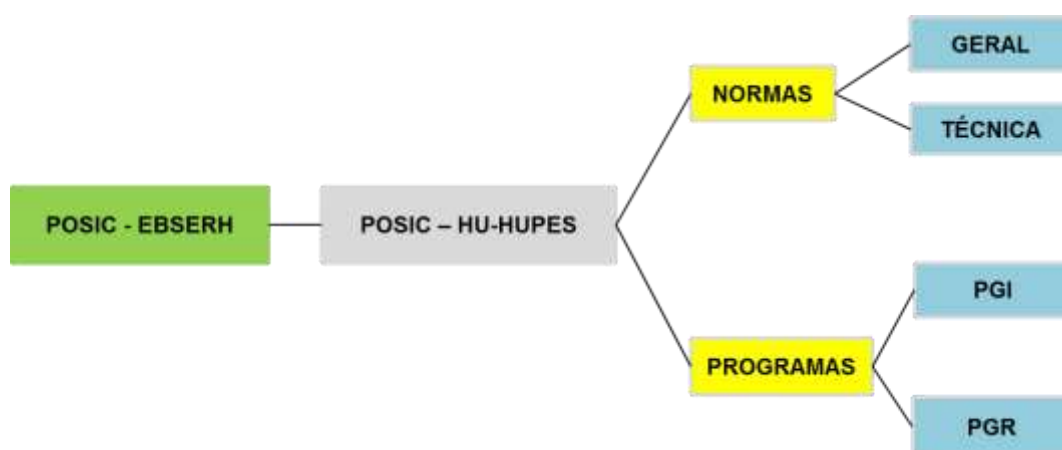 POSIC - EBSERH
POSIC – HU-HUPES
NORMAS
GERAL
TÉCNICA
PROGRAMAS
PGI
PGR